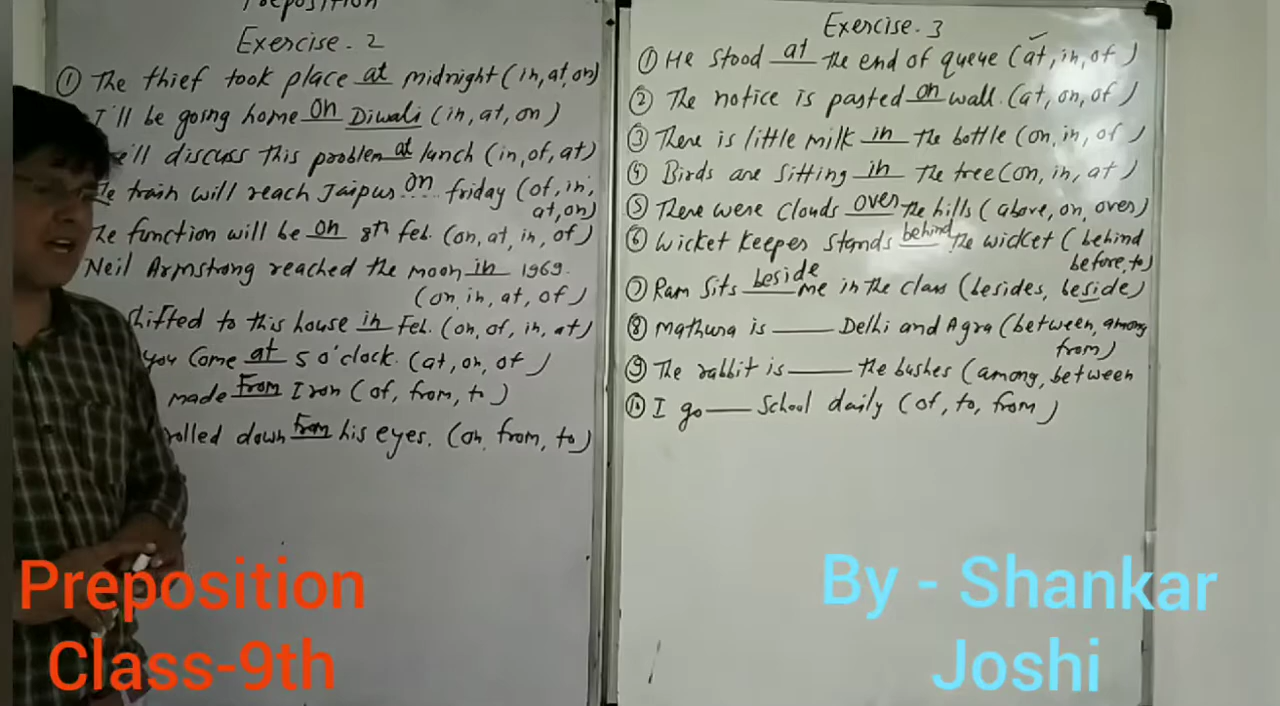 Preposition
Exercise. 2
① The thief took place at midnight (in, at, on)
I'll be going home on Diwali (in, at, on)
e'll discuss this problem at lunch (in, of, at)
e train will reach Jaipur on friday (of, in,
at, on)
he function will be on 8th Feb. (on, at, in, of)
Neil Armstrong reached the moon in 1969.
(on, in, at, of)
shifted to this house in Feb. (on, of, in, at)
you come at 5 o'clock. (at, on, of)
made From Iron (of, from, to)
rolled down from his eyes. (on, from, to)
Exercise. 3
① He stood at the end of queue (at, in, of)
② The notice is pasted on wall. (at, on, of)
③ There is little milk in the bottle (on, in, of)
④ Birds are sitting in the tree (on, in, at)
⑤ There were clouds over the hills (above, on, over)
⑥ Wicket Keeper stands behind the wicket (behind
before, to)
⑦ Ram sits beside me in the class (besides, beside)
⑧ Mathura is ____ Delhi and Agra (between, among
from)
⑨ The rabbit is ____ the bushes (among, between
⑩ I go ____ School daily (of, to, from)
Preposition
Class-9th
By - Shankar
Joshi